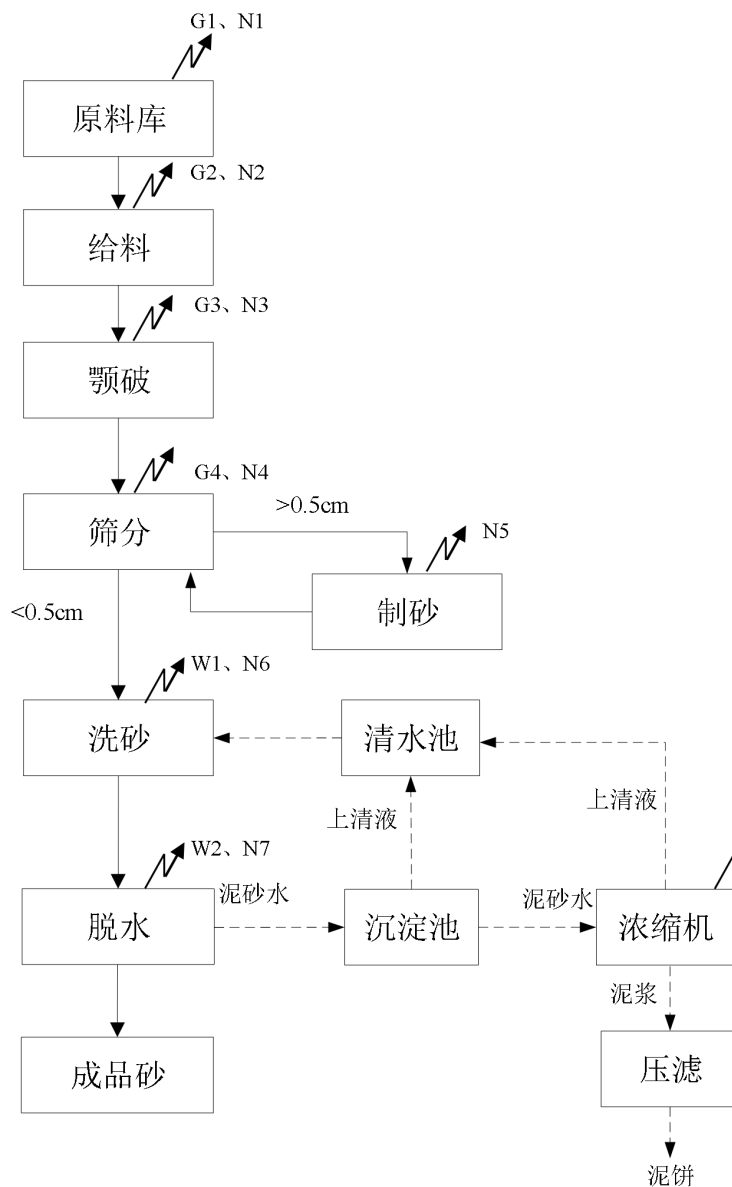 G1、N1
原料库
G2、N2
给料
G3、N3
颚破
G4、N4
筛分
>0.5cm
N5
制砂
<0.5cm
W1、N6
洗砂
清水池
上清液
上清液
W2、N7
泥砂水
脱水
沉淀池
泥砂水
浓缩机
泥浆
成品砂
压滤
泥饼